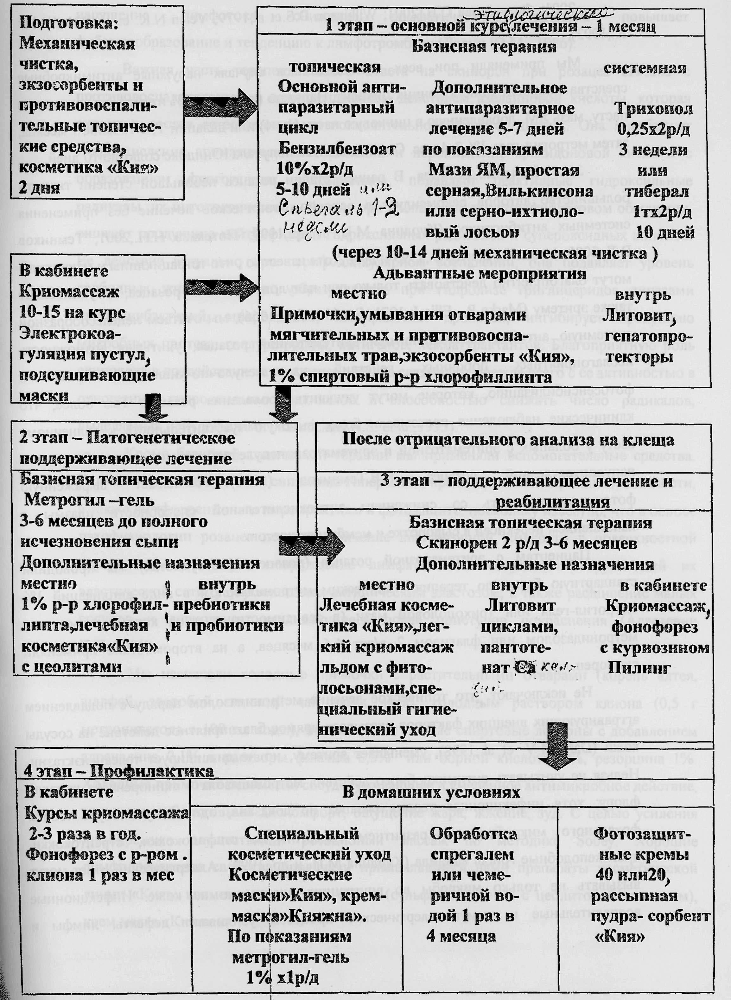 Подготовка:
Механическая
чистка,
экзосорбенты и
противовоспали-
тельные топичес-
кие средства,
косметика «Кия»
2 дня
этиологического
1 этап – основной курс лечения – 1 месяц
Базисная терапия
топическая системная
Основной анти- Дополнительное
паразитарный антипаразитарное Трихопол
цикл лечение 5-7 дней 0,25х2р/д
Бензилбензоат по показаниям 3 недели
10%х2р/д Мази ЯМ, простая или
5-10 дней или серная,Вилькинсона тиберал
Спрегаль 1-2 или серно-ихтиоло- 1тх2р/д
недели вый лосьон 10 дней
(через 10-14 дней механическая чистка )
Адьвантные мероприятия
местно внутрь
Примочки,умывания отварами Литовит,
мягчительных и противовоспа- гепатопро-
лительных трав,экзосорбенты «Кия», текторы
1% спиртовый р-р хлорофиллипта
В кабинете
Криомассаж
10-15 на курс
Электрокоа-
гуляция пустул,
подсушивающие
маски
2 этап – Патогенетическое
поддерживающее лечение
Базисная топическая терапия
Метрогил –гель
3-6 месяцев до полного
исчезновения сыпи
Дополнительные назначения
местно внутрь
1% р-р хлорофил- пребиотики
липта,лечебная и пробиотики
косметика«Кия»
с цеолитами
После отрицательного анализа на клеща
3 этап – поддерживающее лечение и
реабилитация
Базисная топическая терапия
Скинорен 2 р/д 3-6 месяцев
Дополнительные назначения
местно внутрь в кабинете
Лечебная косме- Литовит Криомассаж,
тика «Кия»,лег- циклами, фонофорез
кий криомассаж пантоте- с куриозином
льдом с фито- нат Са каль- Пилинг
лосьонами,спе- ция
циальный гигие-
нический уход
4 этап – Профилактика
В кабинете В домашних условиях
Курсы криомассажа
2-3 раза в год. Специальный Обработка Фотозащит-
Фонофорез с р-ром . косметический уход спрегалем ные кремы
клиона 1 раз в мес Косметические или чеме- 40 или20,
маски»Кия», крем- ричной во- рассыпная
маска»Княжна». дой 1 раз в пудра- сорбент
По показаниям 4 месяца «Кия»
метрогил-гель
1% х1р/д